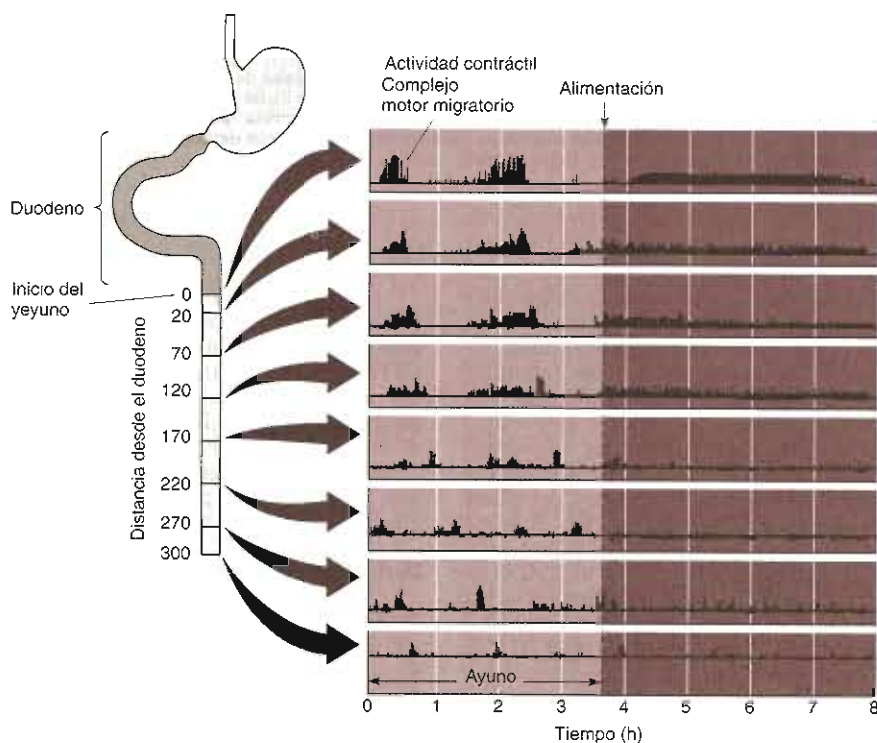 Actividad contráctil
Complejo
motor migratorio
Alimentación
Duodeno
Inicio del
yeyuno
Distancia desde el duodeno
0
20
70
120
170
220
270
300
Ayuno
0 1 2 3 4 5 6 7 8
Tiempo (h)